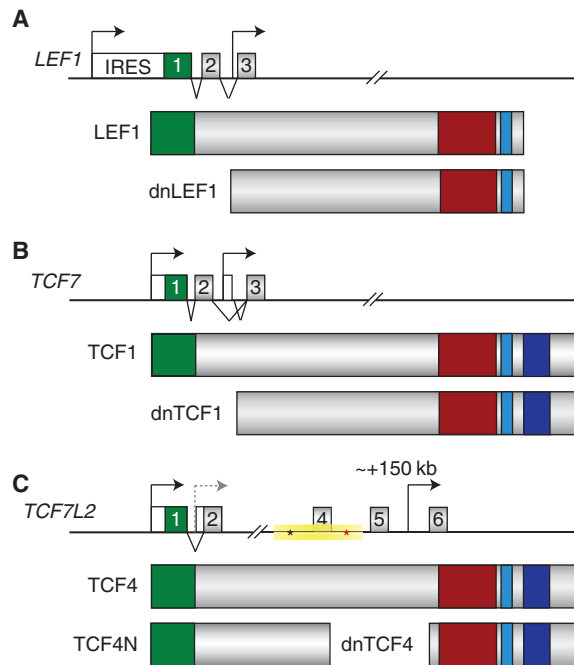 A
LEF1
IRES
1
2
3
LEF1
dnLEF1
B
TCF7
1
2
3
TCF1
dnTCF1
C
~+150 kb
TCF7L2
1
2
4
5
6
* *
TCF4
TCF4N
dnTCF4